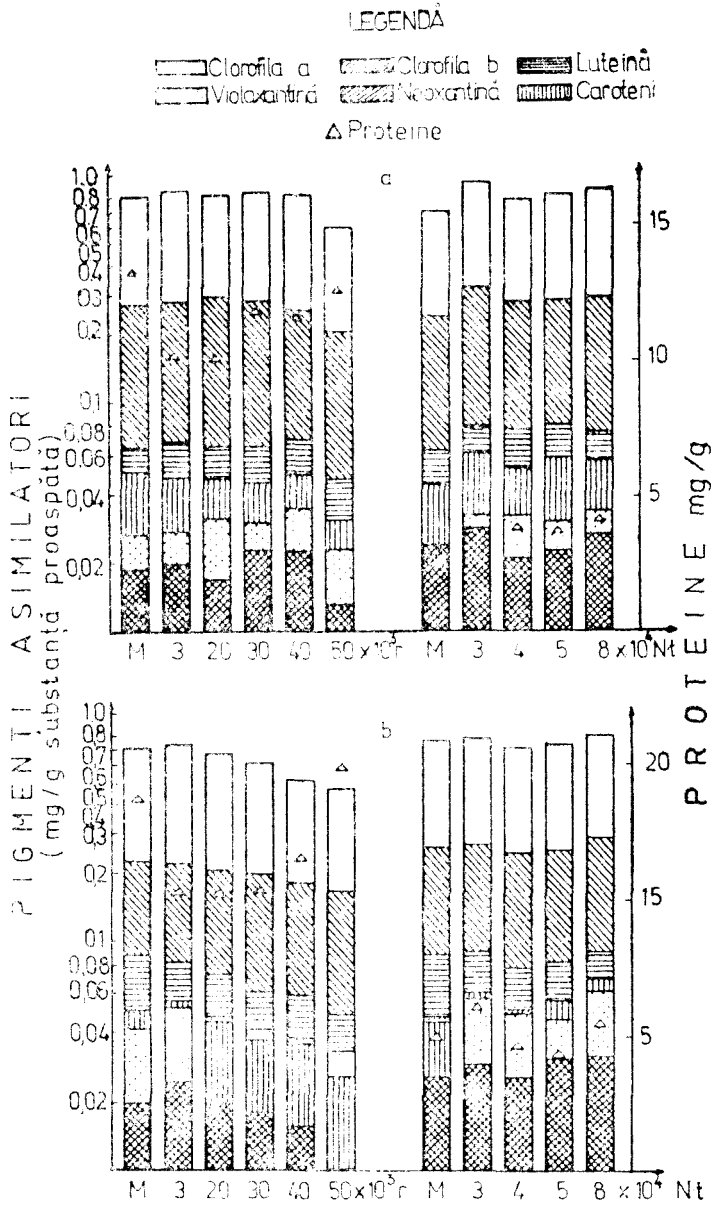 LEGENDĂ
Clorofila a Clorofila b Luteină
Violaxantină Neoxantină Caroteni
△ Proteine
a
1.0
0.8
0.7
0.6
0.5
0.4
0.3
0.2
0.1
0.08
0.06
0.04
0.02
15
10
5
M 3 20 30 40 50×10³r M 3 4 5 8 ×10⁴ Nt
b
1.0
0.8
0.7
0.6
0.5
0.4
0.3
0.2
0.1
0.08
0.06
0.04
0.02
20
15
5
M 3 20 30 40 50×10³r M 3 4 5 8 ×10⁴ Nt
PIGMENTI ASIMILATORI
(mg/g substanță proaspătă)
PROTEINE mg/g